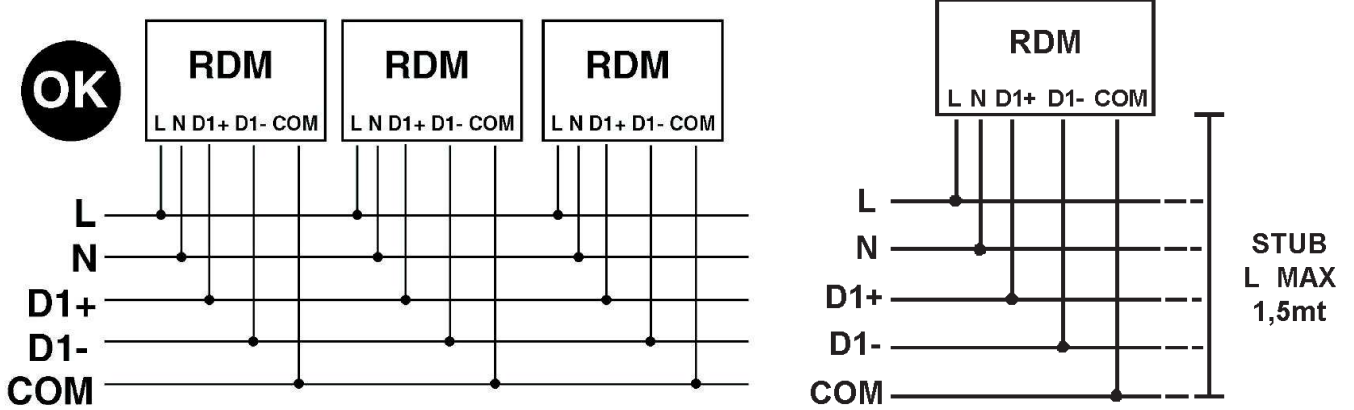 OK
RDM
L N D1+ D1- COM
RDM
L N D1+ D1- COM
RDM
L N D1+ D1- COM
L
N
D1+
D1-
COM
RDM
L N D1+ D1- COM
L
N
D1+
D1-
COM
STUB
L MAX
1,5mt